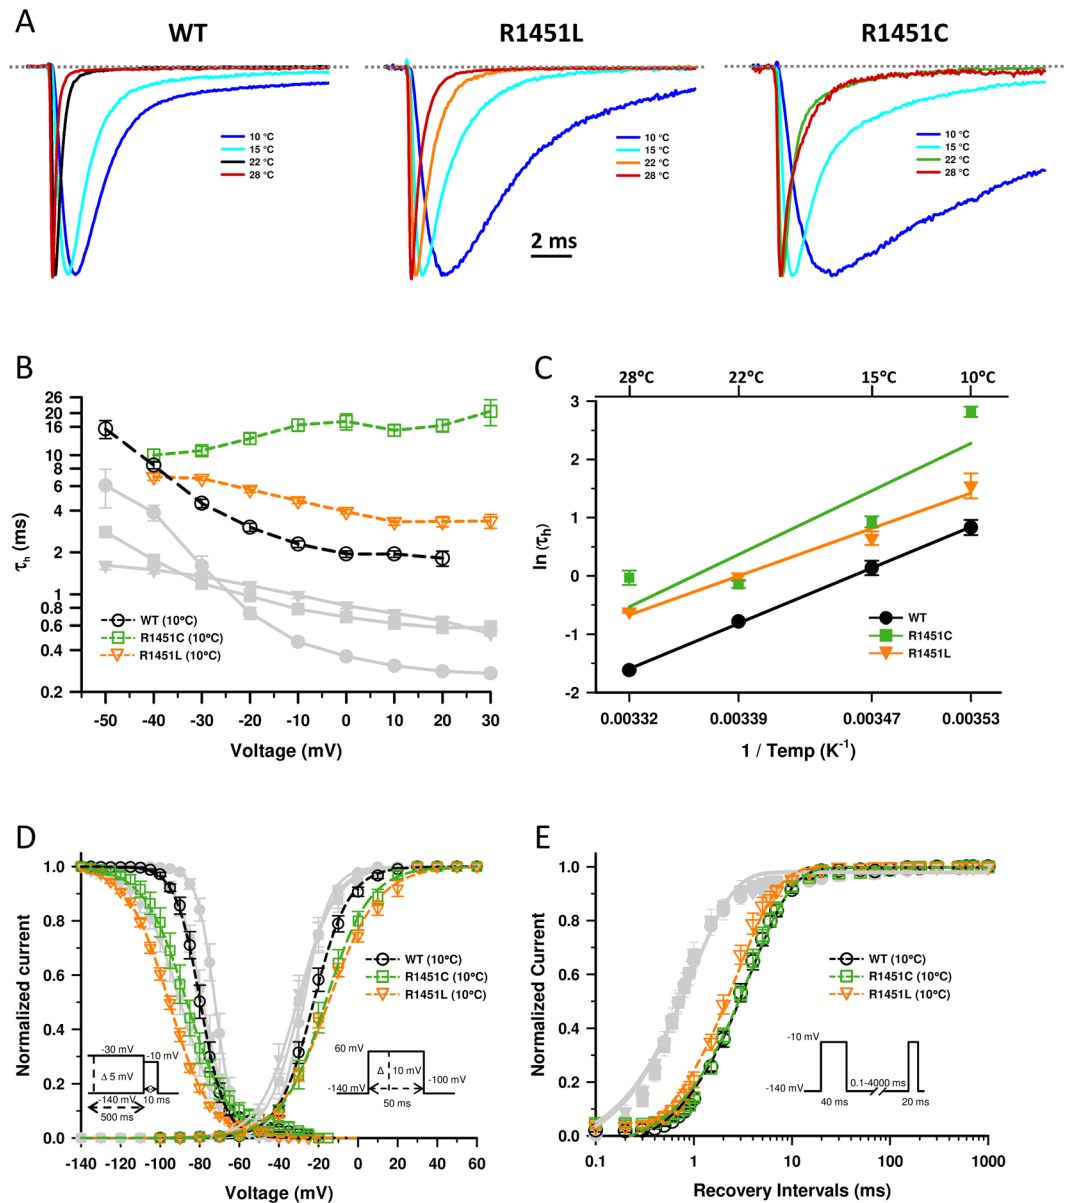 A
WT
R1451L
R1451C
10 °C
15 °C
22 °C
28 °C
10 °C
15 °C
22 °C
28 °C
10 °C
15 °C
22 °C
28 °C
2 ms
B
26
20
16
10
8
6
4
2
1
0.8
0.6
0.4
0.2
τh (ms)
WT (10ºC)
R1451C (10ºC)
R1451L (10ºC)
-50 -40 -30 -20 -10 0 10 20 30
Voltage (mV)
C
28°C 22°C 15°C 10°C
3
2
1
0
-1
-2
ln (τh)
WT
R1451C
R1451L
0.00332 0.00339 0.00347 0.00353
1 / Temp (K-1)
D
1.0
0.8
0.6
0.4
0.2
0.0
Normalized current
WT (10ºC)
R1451C (10ºC)
R1451L (10ºC)
-30 mV
-10 mV
Δ 5 mV
-140 mV
10 ms
500 ms
60 mV
Δ 10 mV
-140 mV
-100 mV
50 ms
-140 -120 -100 -80 -60 -40 -20 0 20 40 60
Voltage (mV)
E
1.0
0.8
0.6
0.4
0.2
0.0
Normalized Current
WT (10ºC)
R1451C (10ºC)
R1451L (10ºC)
-10 mV
-140 mV
0.1-4000 ms
40 ms
20 ms
0.1 1 10 100 1000
Recovery Intervals (ms)